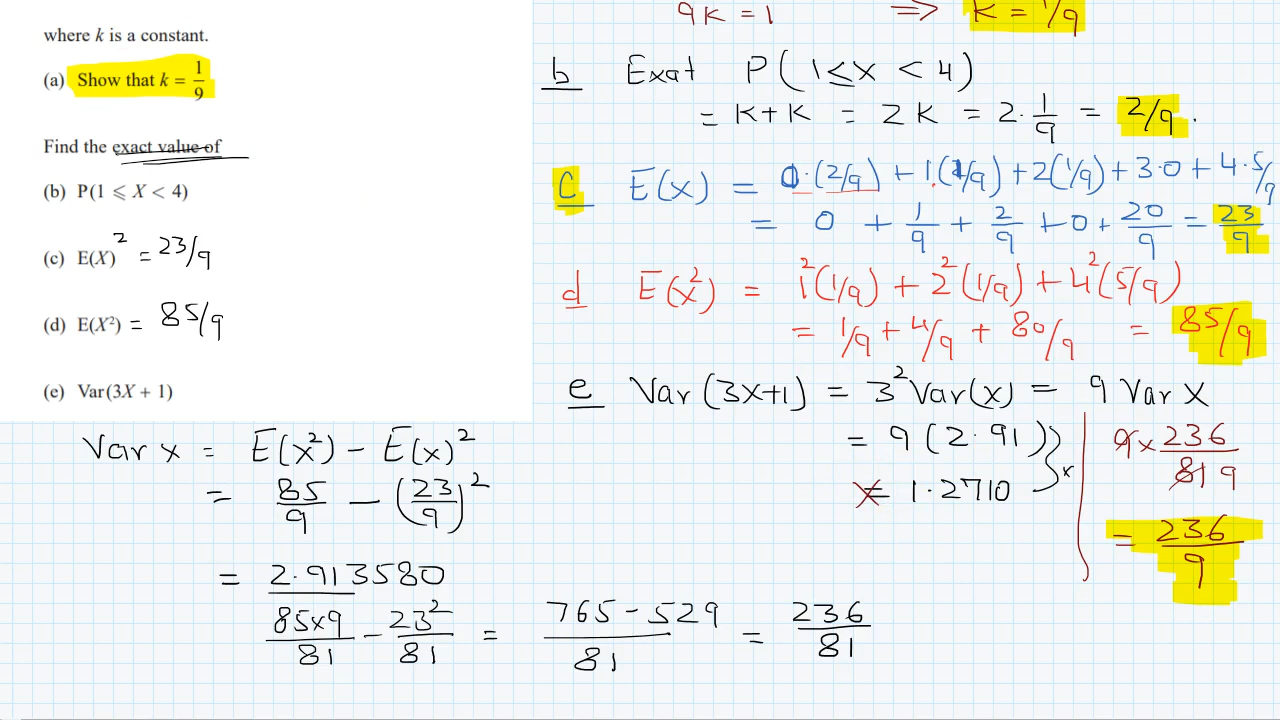 where k is a constant.
(a) Show that k = 1/9
Find the exact value of
(b) P(1 ⩽ X < 4)
(c) E(X)² = 23/9
(d) E(X²) = 85/9
(e) Var(3X + 1)
9K = 1 ⇒ K = 1/9
b Exat P(1≤x < 4)
= K+K = 2K = 2·1/9 = 2/9.
C E(x) = 0·(2/9) + 1(1/9) + 2(1/9) + 3·0 + 4·5/9
= 0 + 1/9 + 2/9 + 0 + 20/9 = 23/9
d E(x²) = 1²(1/9) + 2²(1/9) + 4²(5/9)
= 1/9 + 4/9 + 80/9 = 85/9
e Var(3x+1) = 3²Var(x) = 9 Var X
= 9(2.91)
= 1.2710 x
9 x 236/81 9
= 236/9
Var x = E(x²) − E(x)²
= 85/9 − (23/9)²
= 2.913580
85x9/81 − 23²/81 = 765 − 529/81 = 236/81